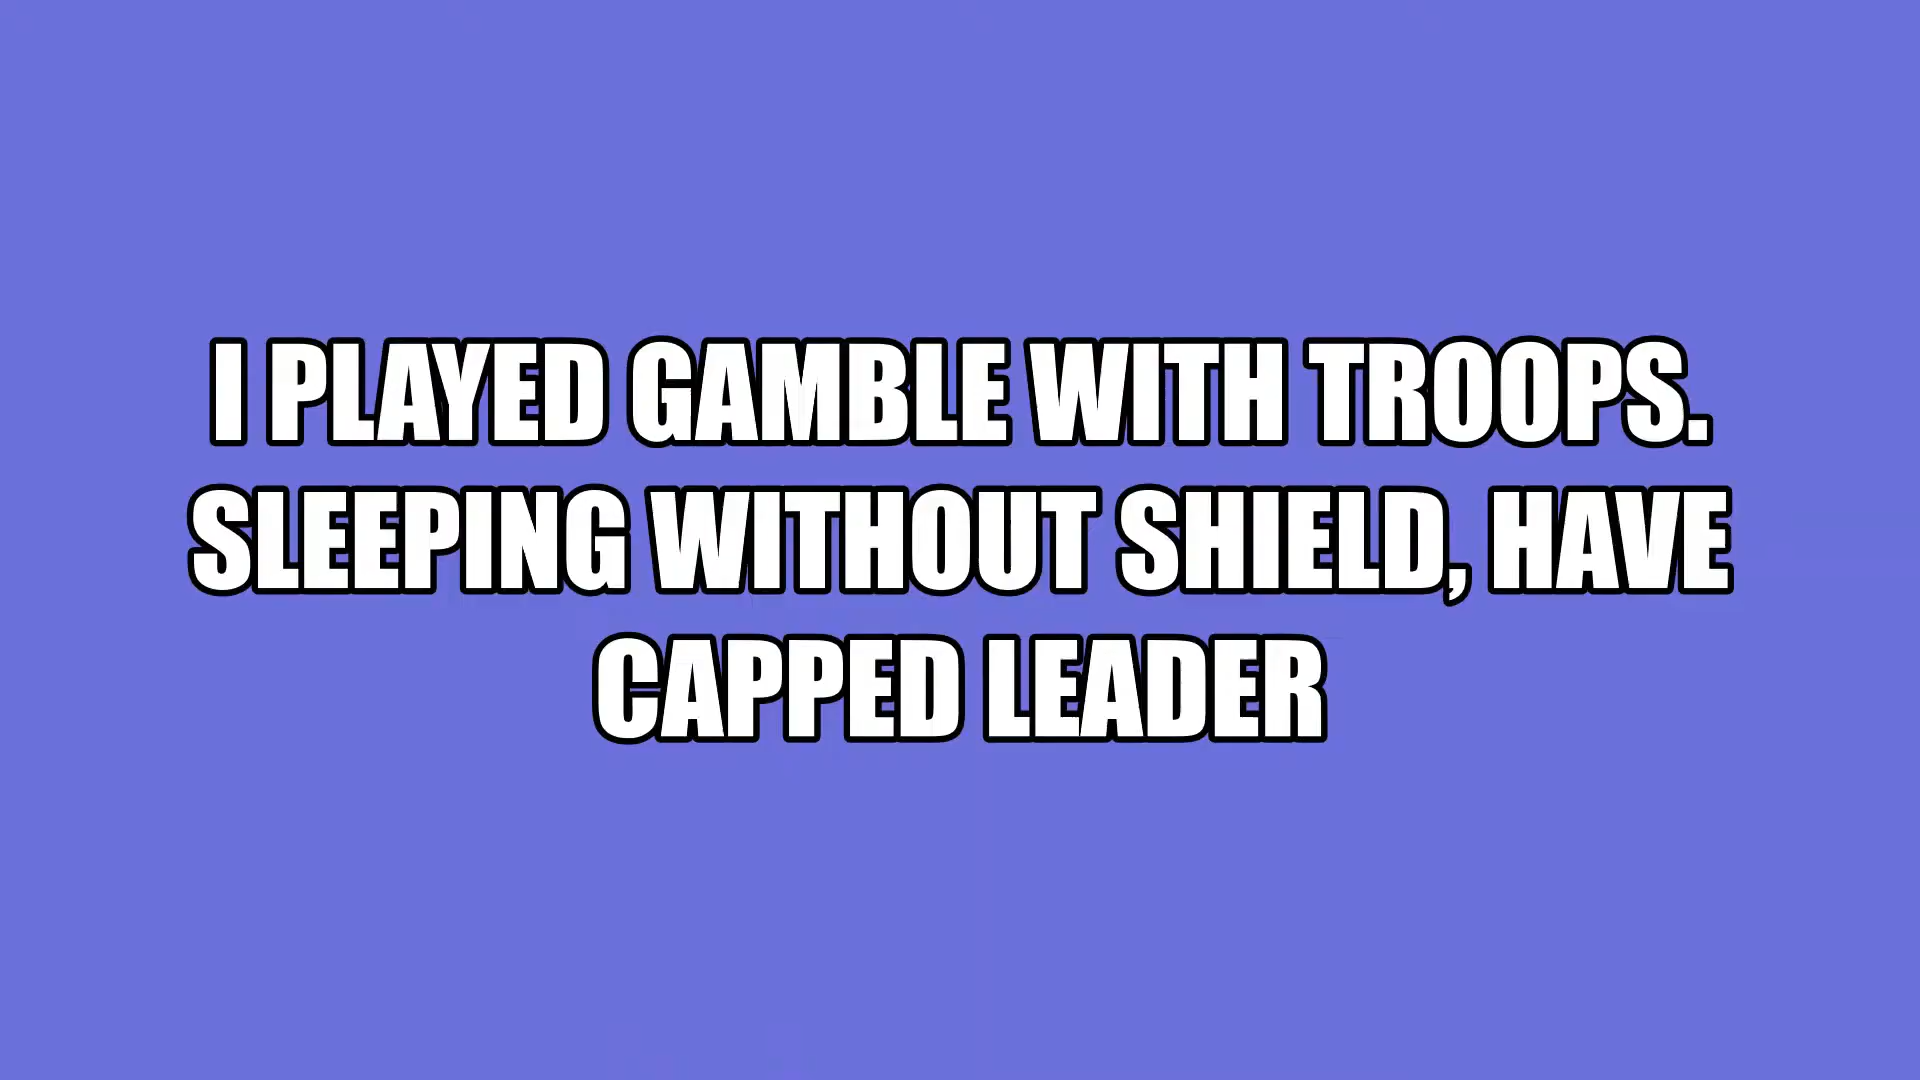 I PLAYED GAMBLE WITH TROOPS.
SLEEPING WITHOUT SHIELD, HAVE
CAPPED LEADER